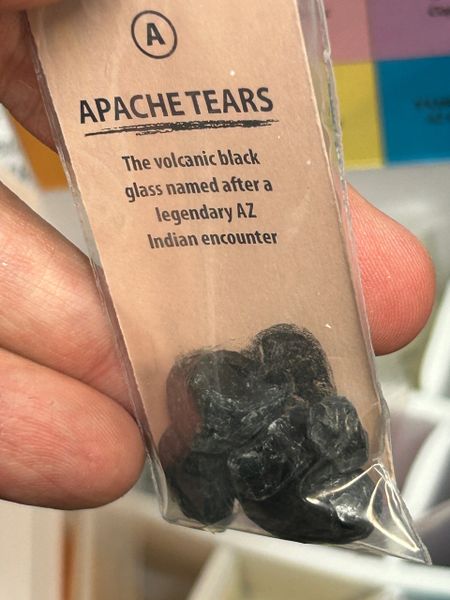 A
APACHE TEARS
The volcanic black
glass named after a
legendary AZ
Indian encounter